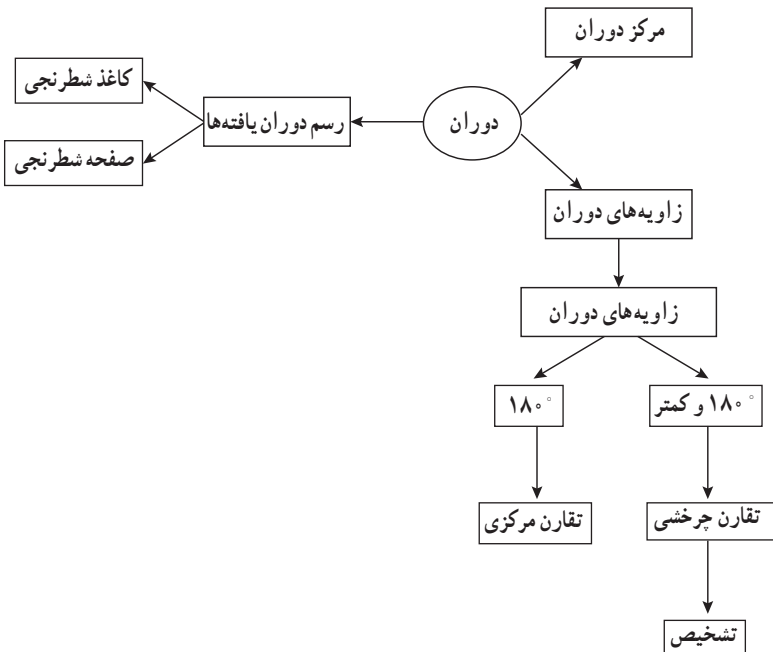 مرکز دوران
کاغذ شطرنجی
رسم دوران یافته‌ها
دوران
صفحه شطرنجی
زاویه‌های دوران
زاویه‌های دوران
۱۸۰° و کمتر
۱۸۰°
تقارن چرخشی
تقارن مرکزی
تشخیص